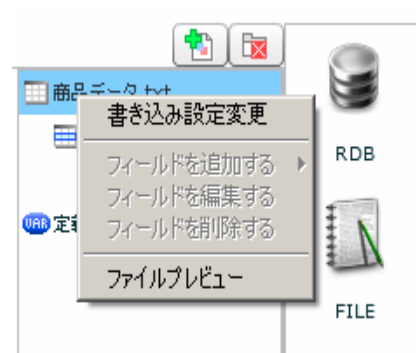 商品データ.txt
書き込み設定変更
フィールドを追加する
フィールドを編集する
フィールドを削除する
ファイルプレビュー
VAR 定
RDB
FILE